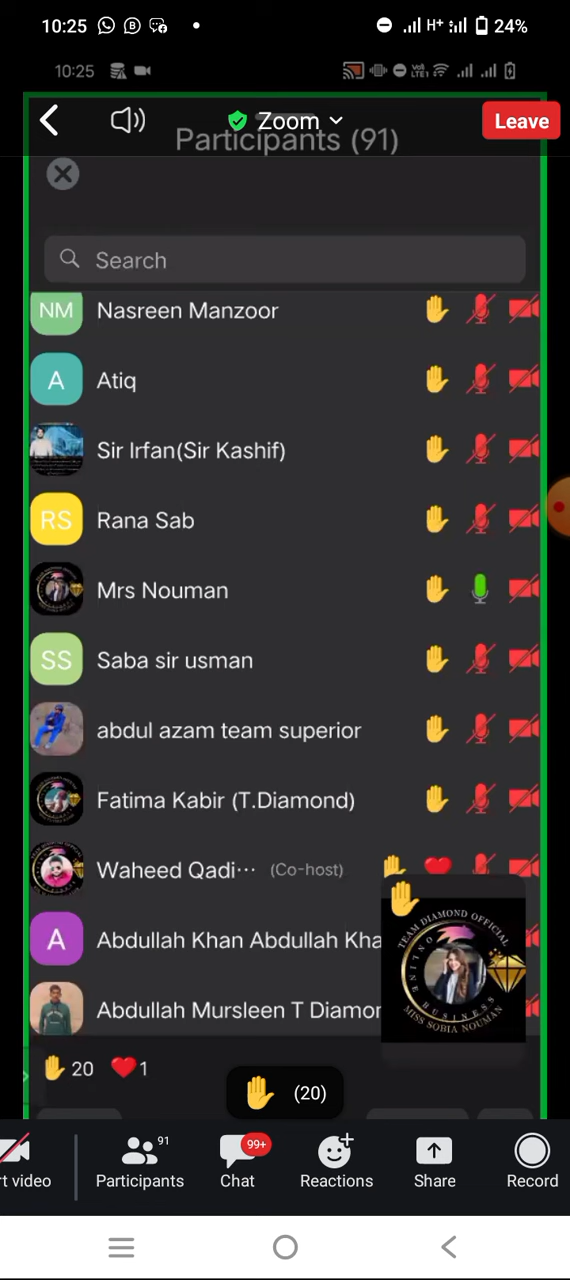 10:25 H+ 24%
10:25
Zoom Leave
Participants (91)
Search
NM Nasreen Manzoor
A Atiq
Sir Irfan(Sir Kashif)
RS Rana Sab
Mrs Nouman
SS Saba sir usman
abdul azam team superior
Fatima Kabir (T.Diamond)
Waheed Qadi··· (Co-host)
A Abdullah Khan Abdullah Kha
Abdullah Mursleen T Diamor
TEAM DIAMOND OFFICIAL
ONLINE
BUSINESS
MISS SOBIA NOUMAN
20 1
(20)
91 99+
rt video Participants Chat Reactions Share Record